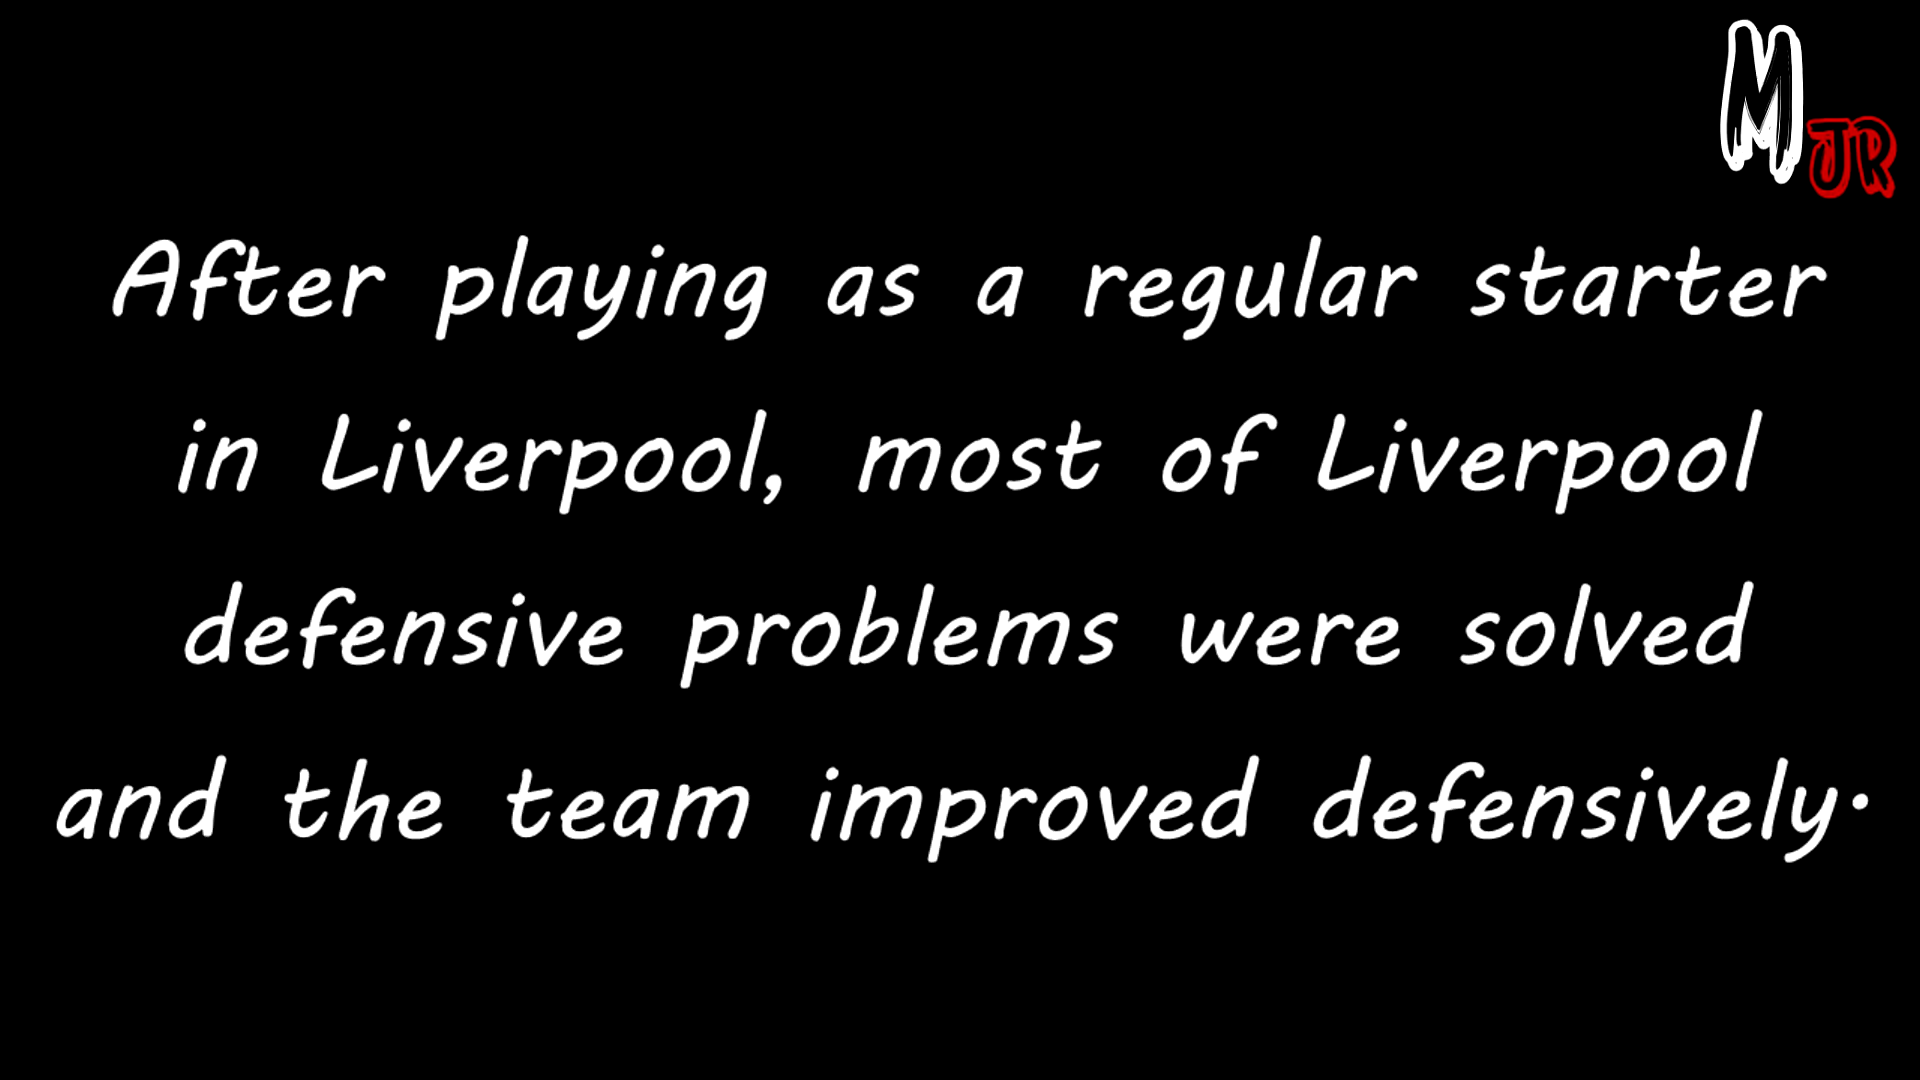 M
JR
After playing as a regular starter
in Liverpool, most of Liverpool
defensive problems were solved
and the team improved defensively.